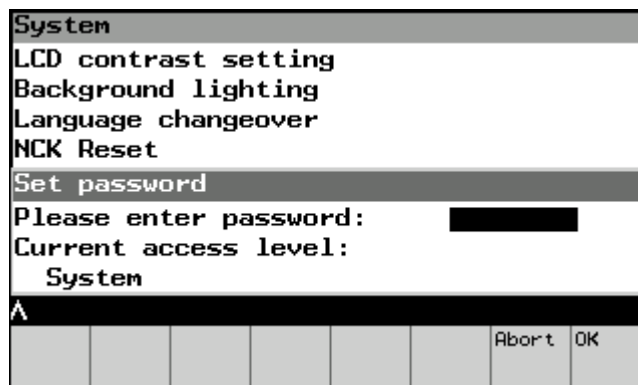 System
LCD contrast setting
Background lighting
Language changeover
NCK Reset
Set password
Please enter password:
Current access level:
System
^
Abort OK